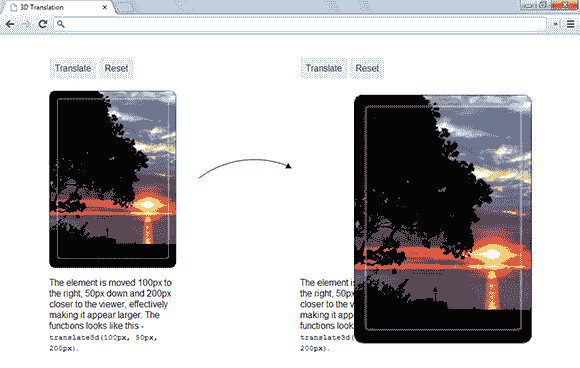 3D Translation
Translate Reset
Translate Reset
The element is moved 100px to
the right, 50px down and 200px
closer to the viewer, effectively
making it appear larger. The
functions looks like this -
translate3d(100px, 50px,
200px).
The element is
the right, 50px
closer to the v
making it appe
functions look
translate3d(
200px).